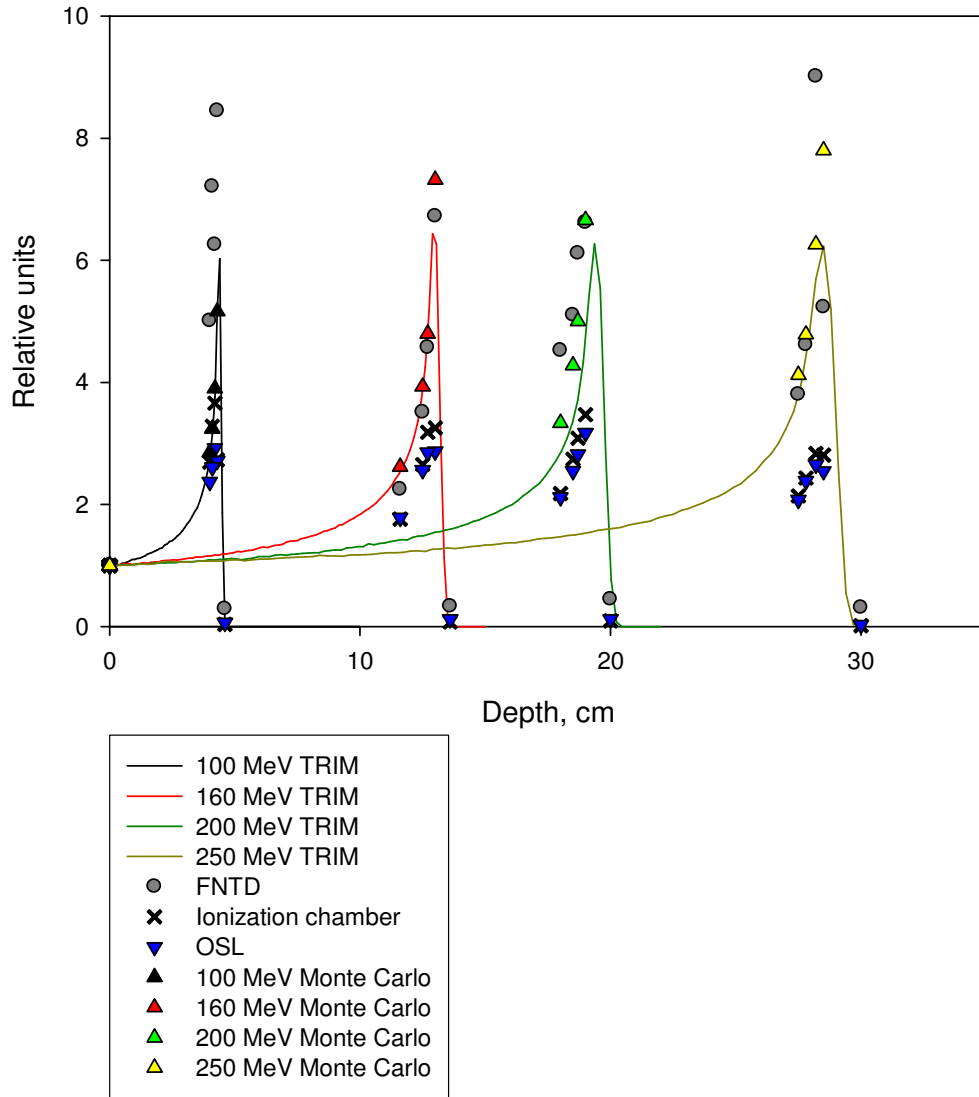 10
8
6
4
2
0
Relative units
0
10
20
30
Depth, cm
100 MeV TRIM
160 MeV TRIM
200 MeV TRIM
250 MeV TRIM
FNTD
Ionization chamber
OSL
100 MeV Monte Carlo
160 MeV Monte Carlo
200 MeV Monte Carlo
250 MeV Monte Carlo